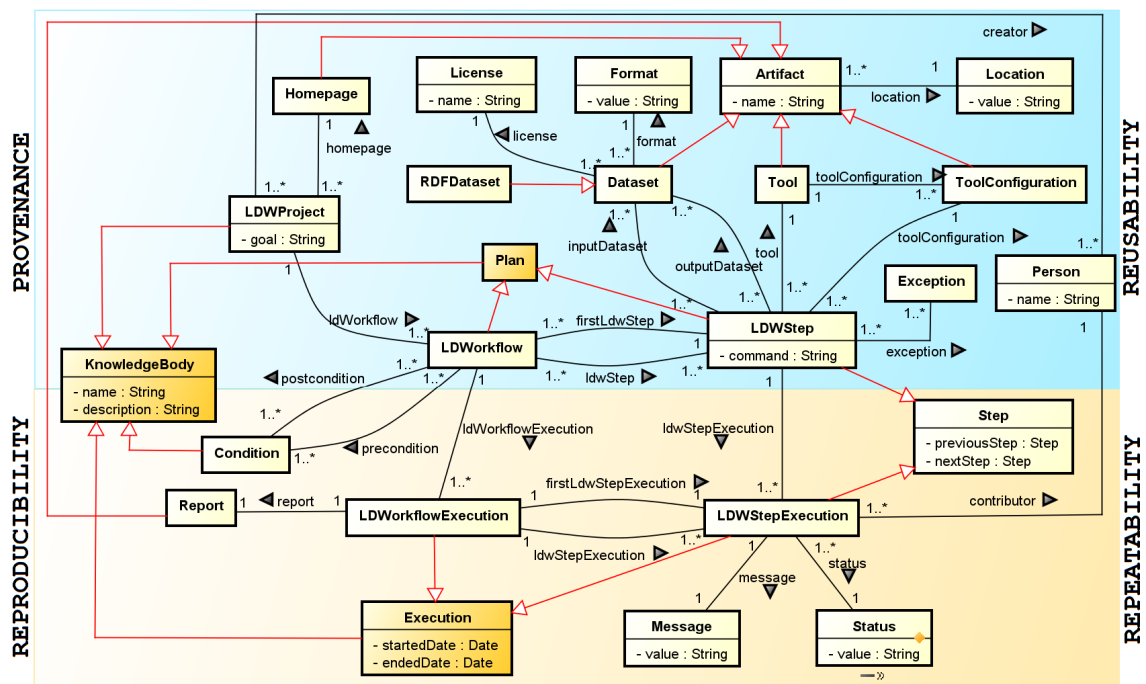 creator
License
- name : String
Format
- value : String
Artifact
- name : String
1..*
1
Location
- value : String
location
Homepage
1
homepage
1
license
1
format
1..*
1..*
PROVENANCE
REUSABILITY
RDFDataset
Dataset
Tool
toolConfiguration
1
1..*
ToolConfiguration
1..*
1..*
LDWProject
- goal : String
1..*
1..*
1
1
inputDataset
outputDataset
tool
toolConfiguration
Plan
1
Exception
1..*
1..*
Person
- name : String
1
ldWorkflow
1..*
1..*
firstLdwStep
1..*
1..*
1..*
1..*
LDWStep
- command : String
1..*
exception
LDWorkflow
1
1..*
ldwStep
1..*
KnowledgeBody
- name : String
- description : String
postcondition
1..*
1..*
1
1
1..*
precondition
1..*
Condition
ldWorkflowExecution
ldwStepExecution
Step
- previousStep : Step
- nextStep : Step
REPRODUCIBILITY
REPEATABILITY
1..*
1..*
firstLdwStepExecution
contributor
Report
1
report
1
LDWorkflowExecution
1
1
LDWStepExecution
1..*
1
ldwStepExecution
1..*
1
1..*
message
status
1
1
Execution
- startedDate : Date
- endedDate : Date
Message
- value : String
Status
- value : String